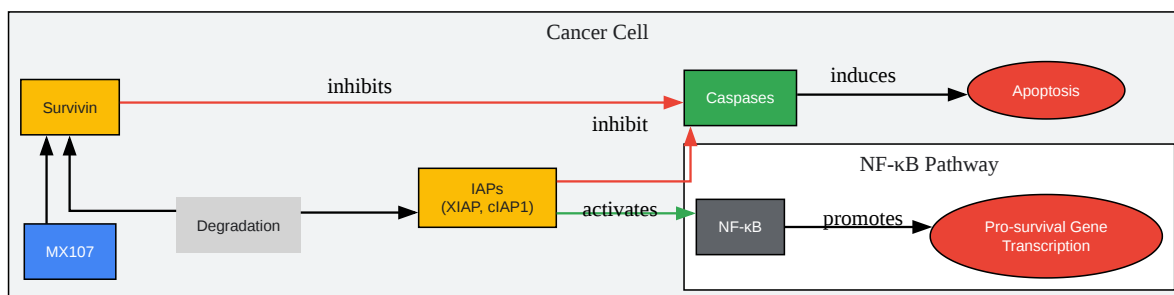 Cancer Cell
Survivin
inhibits
Caspases
induces
Apoptosis
inhibit
NF-κB Pathway
IAPs
(XIAP, cIAP1)
activates
NF-κB
promotes
Pro-survival Gene
Transcription
Degradation
MX107